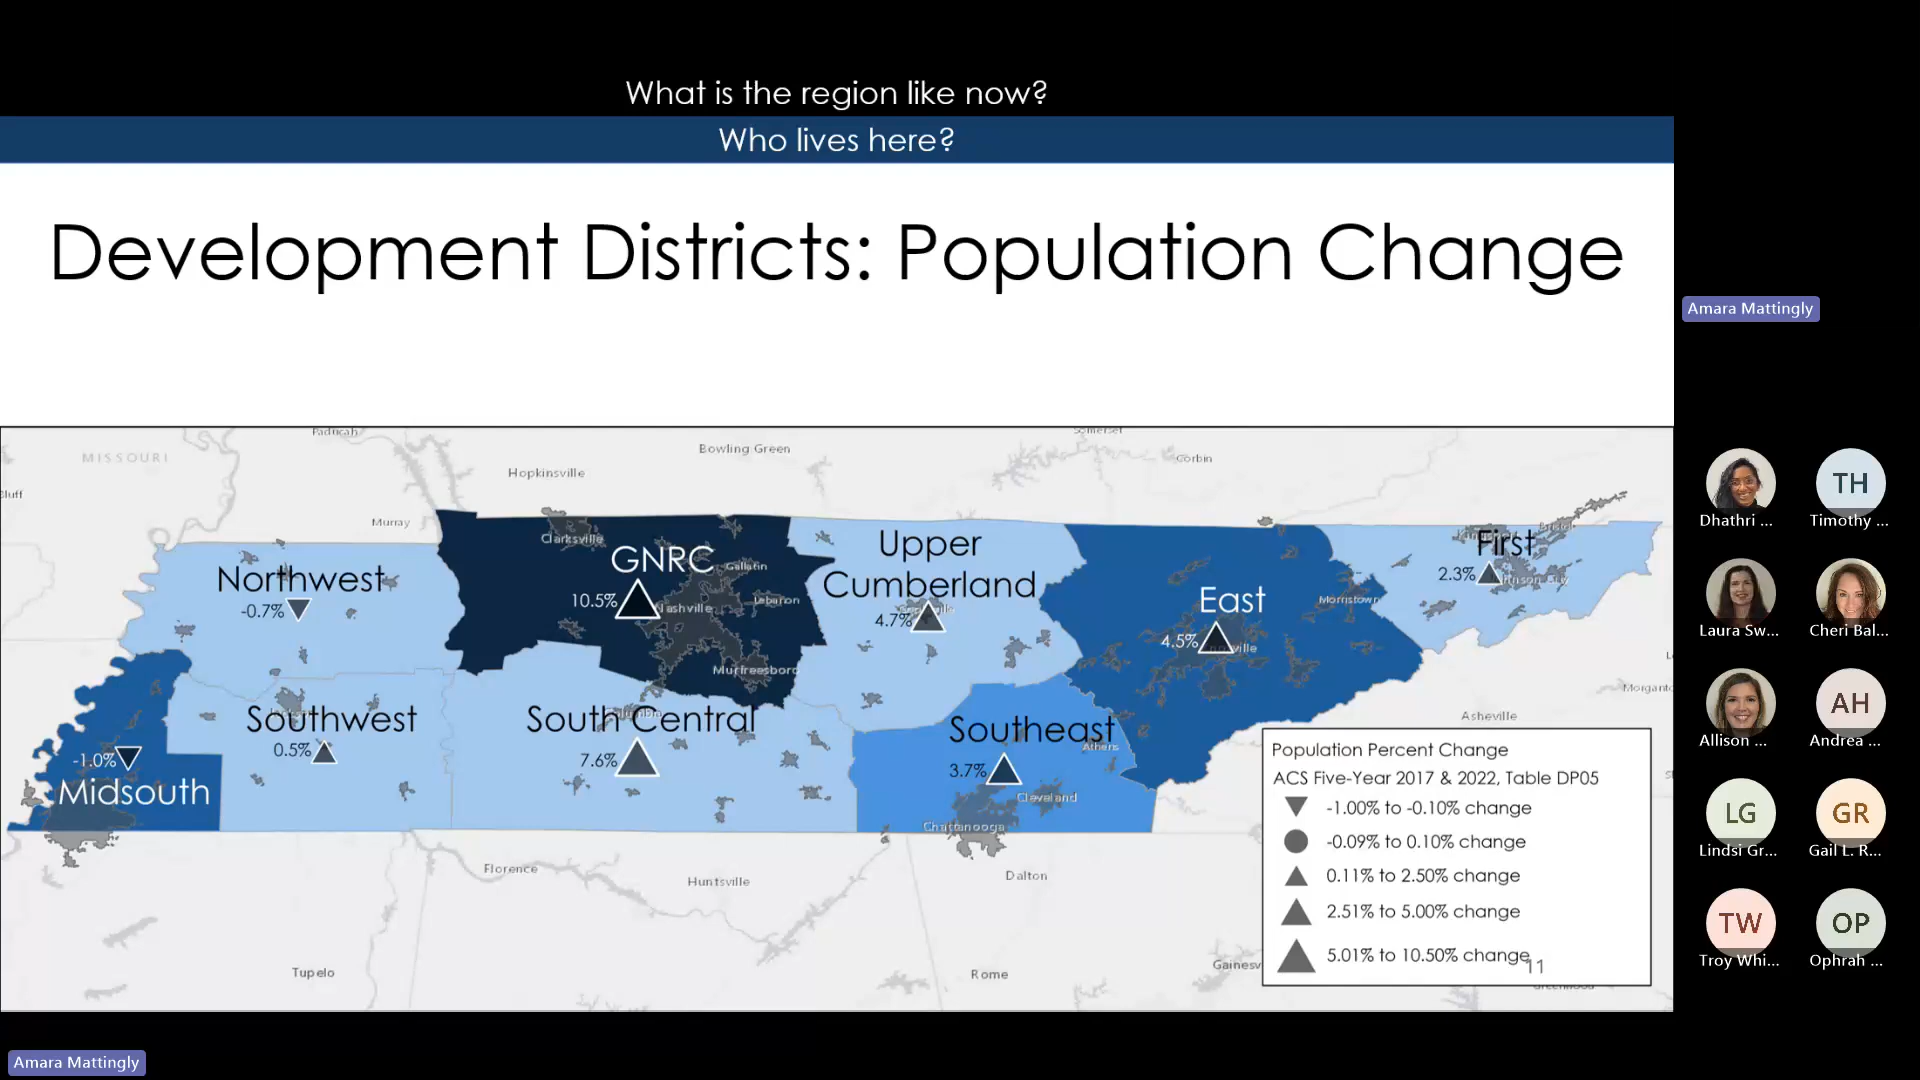 What is the region like now?
Who lives here?
Development Districts: Population Change
Amara Mattingly
MISSOURI
Paducah
Bowling Green
Somerset
Corbin
Hopkinsville
Murray
Clarksville
GNRC
10.5%
Gallatin
Lebanon
Nashville
Murfreesboro
Upper
Cumberland
4.7%
First
2.3%
Northwest
-0.7%
East
4.5%
Morristown
Southwest
0.5%
South Central
7.6%
Southeast
3.7%
Athens
Cleveland
Chattanooga
-1.0%
Midsouth
Asheville
Florence
Huntsville
Dalton
Tupelo
Rome
Gainesv
Population Percent Change
ACS Five-Year 2017 & 2022, Table DP05
-1.00% to -0.10% change
-0.09% to 0.10% change
0.11% to 2.50% change
2.51% to 5.00% change
5.01% to 10.50% change
11
Dhathri ...
TH
Timothy ...
Laura Sw...
Cheri Bal...
Allison ...
AH
Andrea ...
LG
Lindsi Gr...
GR
Gail L. R...
TW
Troy Whi...
OP
Ophrah ...
Amara Mattingly